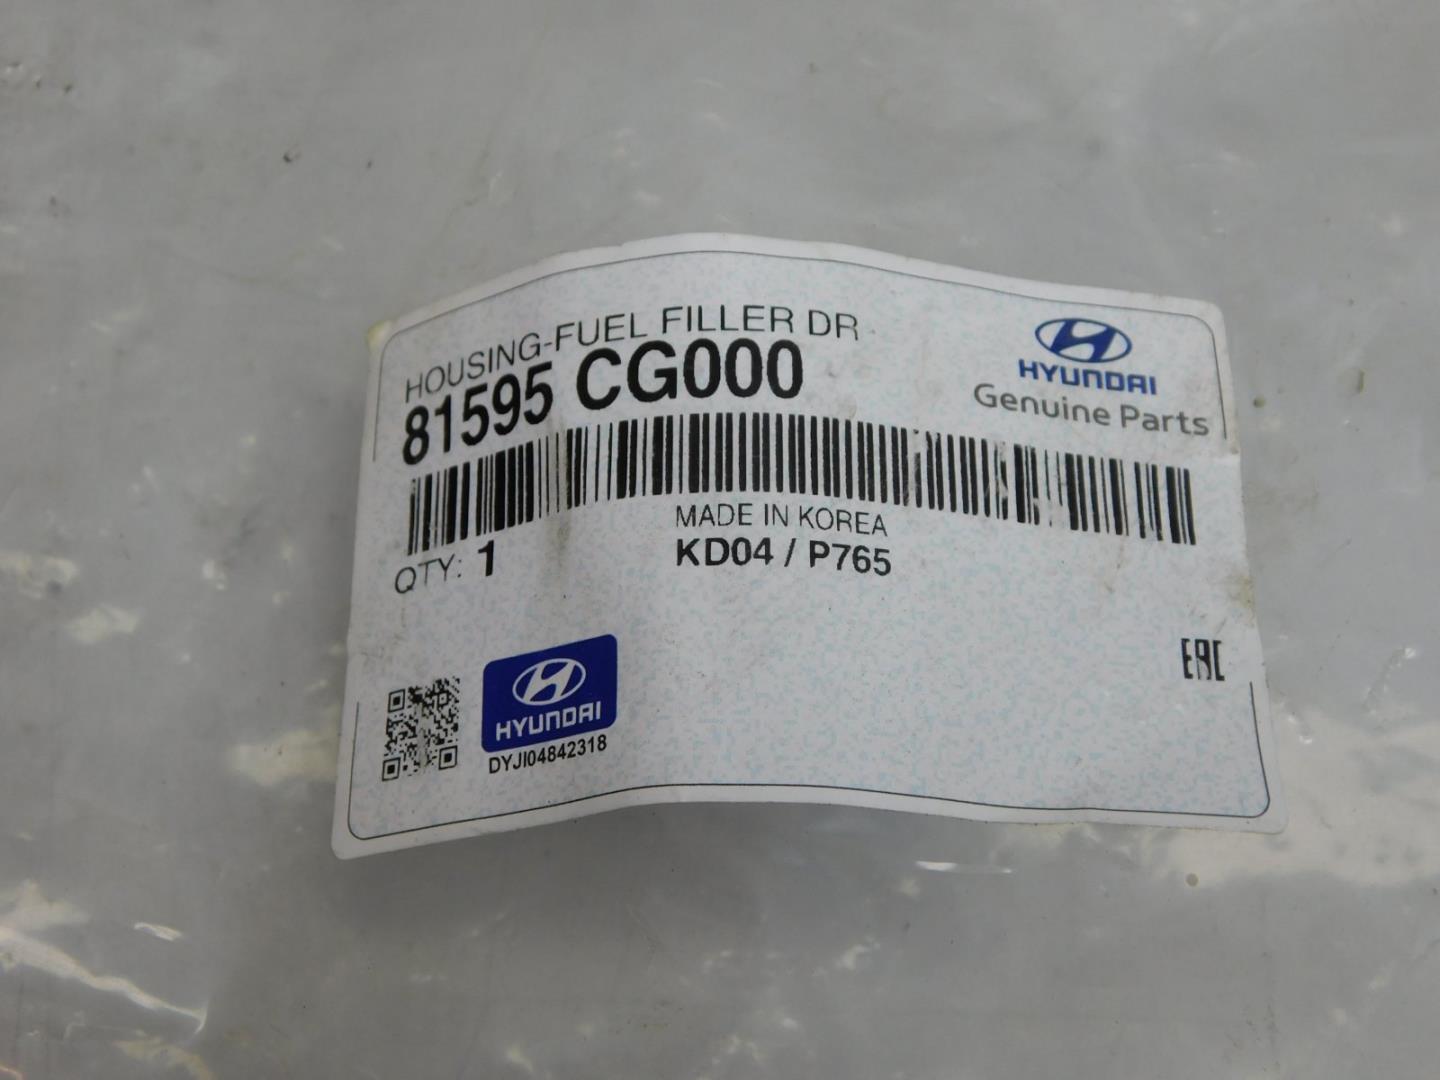 HOUSING-FUEL FILLER DR
81595 CG000
HYUNDAI
Genuine Parts
MADE IN KOREA
QTY: 1
KD04 / P765
EAC
HYUNDAI
DYJI04842318